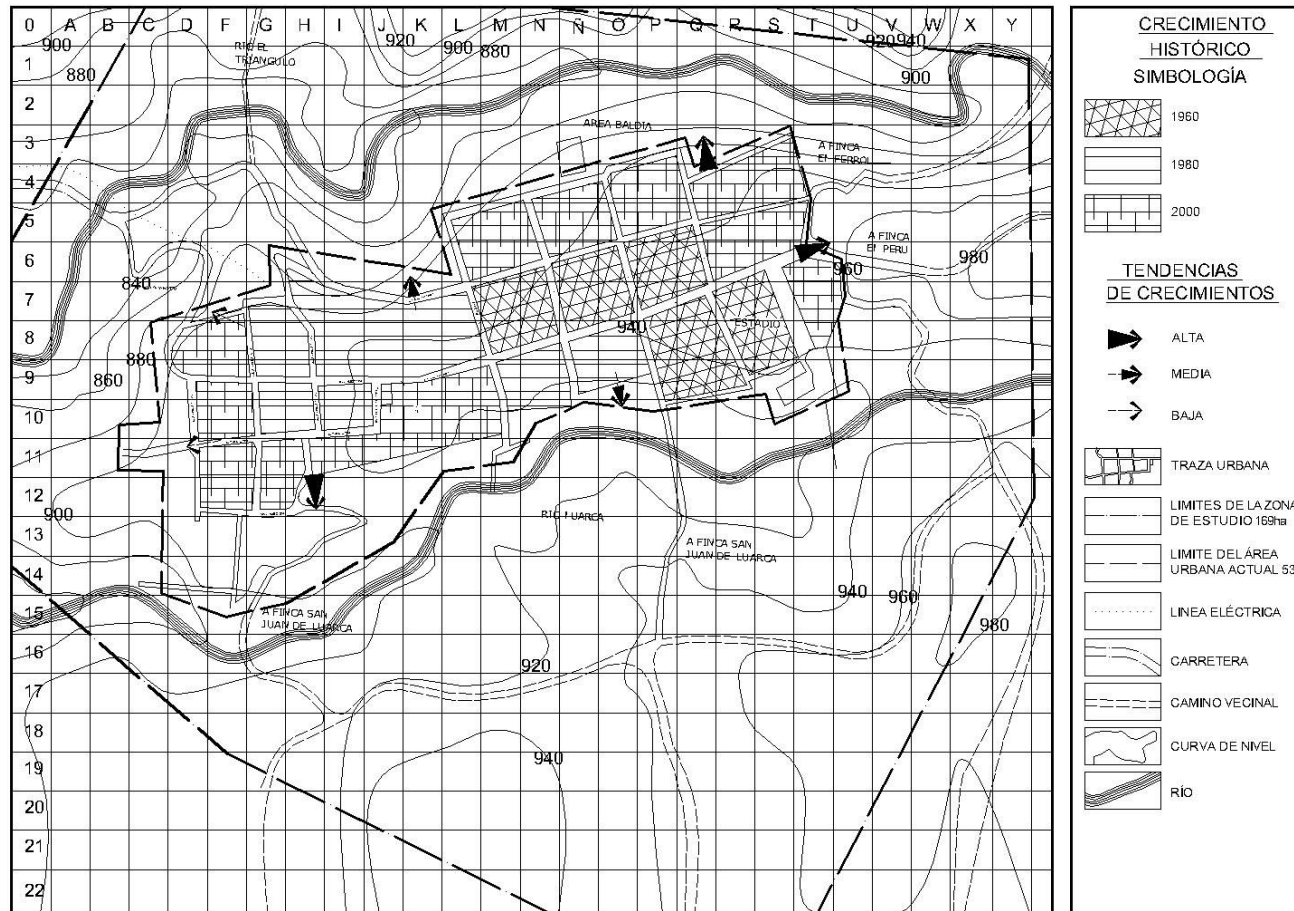 0 A B C D E F G H I J K L M N Ñ O P Q R S T U V W X Y
1
2
3
4
5
6
7
8
9
10
11
12
13
14
15
16
17
18
19
20
21
22
900
880
RÍO EL
TRIANGULO
920
900
880
920
940
900
AREA BALDIA
A FINCA
El FERROL
A FINCA
El PERU
960
980
840
880
860
940
ESTADIO
900
RIO LUARCA
A FINCA SAN
JUAN DE LUARCA
A FINCA SAN
JUAN DE LUARCA
940
960
980
920
940
CRECIMIENTO
HISTÓRICO
SIMBOLOGÍA
1960
1980
2000
TENDENCIAS
DE CRECIMIENTOS
ALTA
MEDIA
BAJA
TRAZA URBANA
LIMITES DE LA ZONA
DE ESTUDIO 169ha
LIMITE DEL ÁREA
URBANA ACTUAL 53
LINEA ELÉCTRICA
CARRETERA
CAMINO VECINAL
CURVA DE NIVEL
RÍO